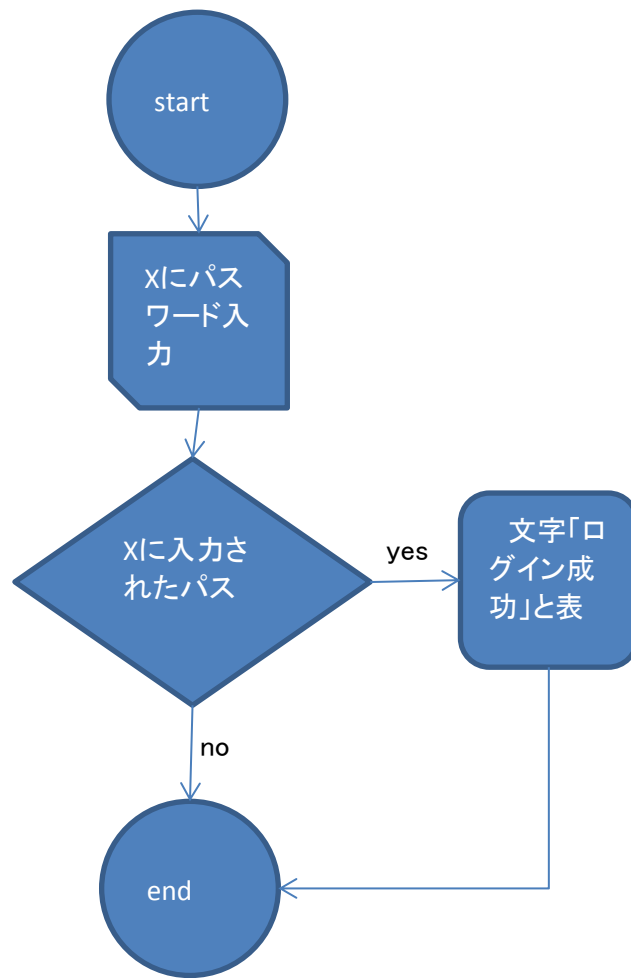 start
Xにパス
ワード入
力
Xに入力さ
れたパス
yes
文字「ロ
グイン成
功」と表
no
end